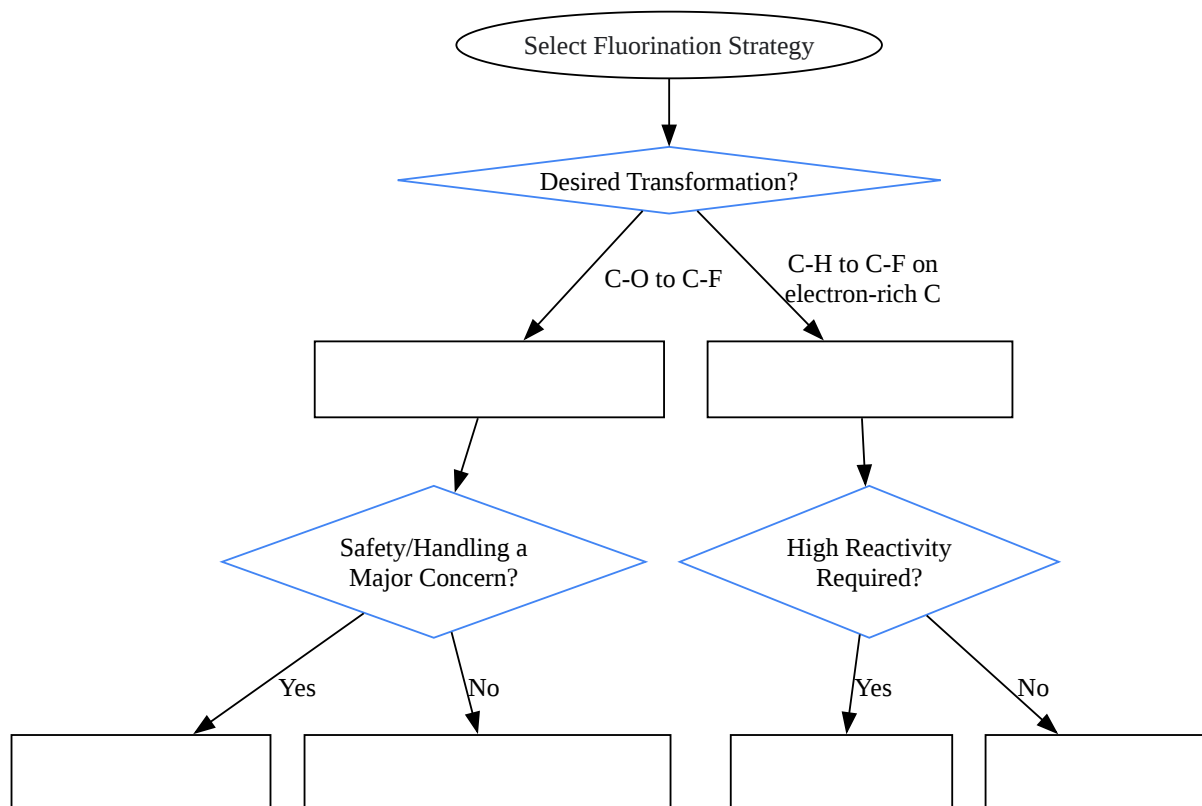 Select Fluorination Strategy
Desired Transformation?
C-O to C-F
C-H to C-F on
electron-rich C
Safety/Handling a
Major Concern?
High Reactivity
Required?
Yes
No
Yes
No